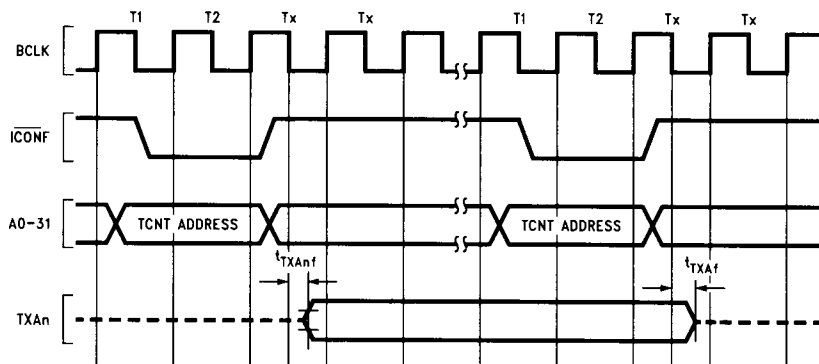 T1 T2 Tx Tx T1 T2 Tx Tx
BCLK
ICONF
A0-31 TCNT ADDRESS TCNT ADDRESS
tTXAnf tTXAf
TXAn